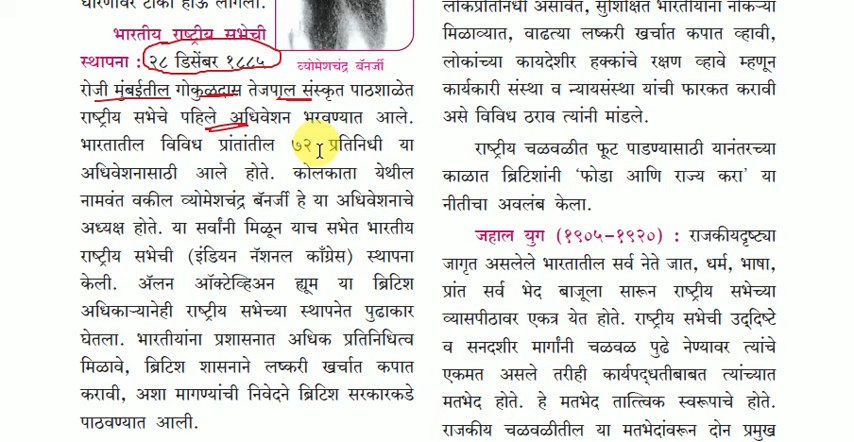 धोरणावर टीका होऊ लागली.
भारतीय राष्ट्रीय सभेची
स्थापना : २८ डिसेंबर १८८५
व्योमेशचंद्र बॅनर्जी
रोजी मुंबईतील गोकुळदास तेजपाल संस्कृत पाठशाळेत
राष्ट्रीय सभेचे पहिले अधिवेशन भरवण्यात आले.
भारतातील विविध प्रांतांतील ७२ प्रतिनिधी या
अधिवेशनासाठी आले होते. कोलकाता येथील
नामवंत वकील व्योमेशचंद्र बॅनर्जी हे या अधिवेशनाचे
अध्यक्ष होते. या सर्वांनी मिळून याच सभेत भारतीय
राष्ट्रीय सभेची (इंडियन नॅशनल काँग्रेस) स्थापना
केली. ॲलन ऑक्टेव्हिअन ह्यूम या ब्रिटिश
अधिकाऱ्यानेही राष्ट्रीय सभेच्या स्थापनेत पुढाकार
घेतला. भारतीयांना प्रशासनात अधिक प्रतिनिधित्व
मिळावे, ब्रिटिश शासनाने लष्करी खर्चात कपात
करावी, अशा मागण्यांची निवेदने ब्रिटिश सरकारकडे
पाठवण्यात आली.
लोकप्रतिनिधी असावेत, सुशिक्षित भारतीयांना नोकऱ्या
मिळाव्यात, वाढत्या लष्करी खर्चात कपात व्हावी,
लोकांच्या कायदेशीर हक्कांचे रक्षण व्हावे म्हणून
कार्यकारी संस्था व न्यायसंस्था यांची फारकत करावी
असे विविध ठराव त्यांनी मांडले.
राष्ट्रीय चळवळीत फूट पाडण्यासाठी यानंतरच्या
काळात ब्रिटिशांनी ‘फोडा आणि राज्य करा’ या
नीतीचा अवलंब केला.
जहाल युग (१९०५-१९२०) : राजकीयदृष्ट्या
जागृत असलेले भारतातील सर्व नेते जात, धर्म, भाषा,
प्रांत सर्व भेद बाजूला सारून राष्ट्रीय सभेच्या
व्यासपीठावर एकत्र येत होते. राष्ट्रीय सभेची उद्दिष्टे
व सनदशीर मार्गांनी चळवळ पुढे नेण्यावर त्यांचे
एकमत असले तरीही कार्यपद्धतीबाबत त्यांच्यात
मतभेद होते. हे मतभेद तात्त्विक स्वरूपाचे होते.
राजकीय चळवळीतील या मतभेदांवरून दोन प्रमुख